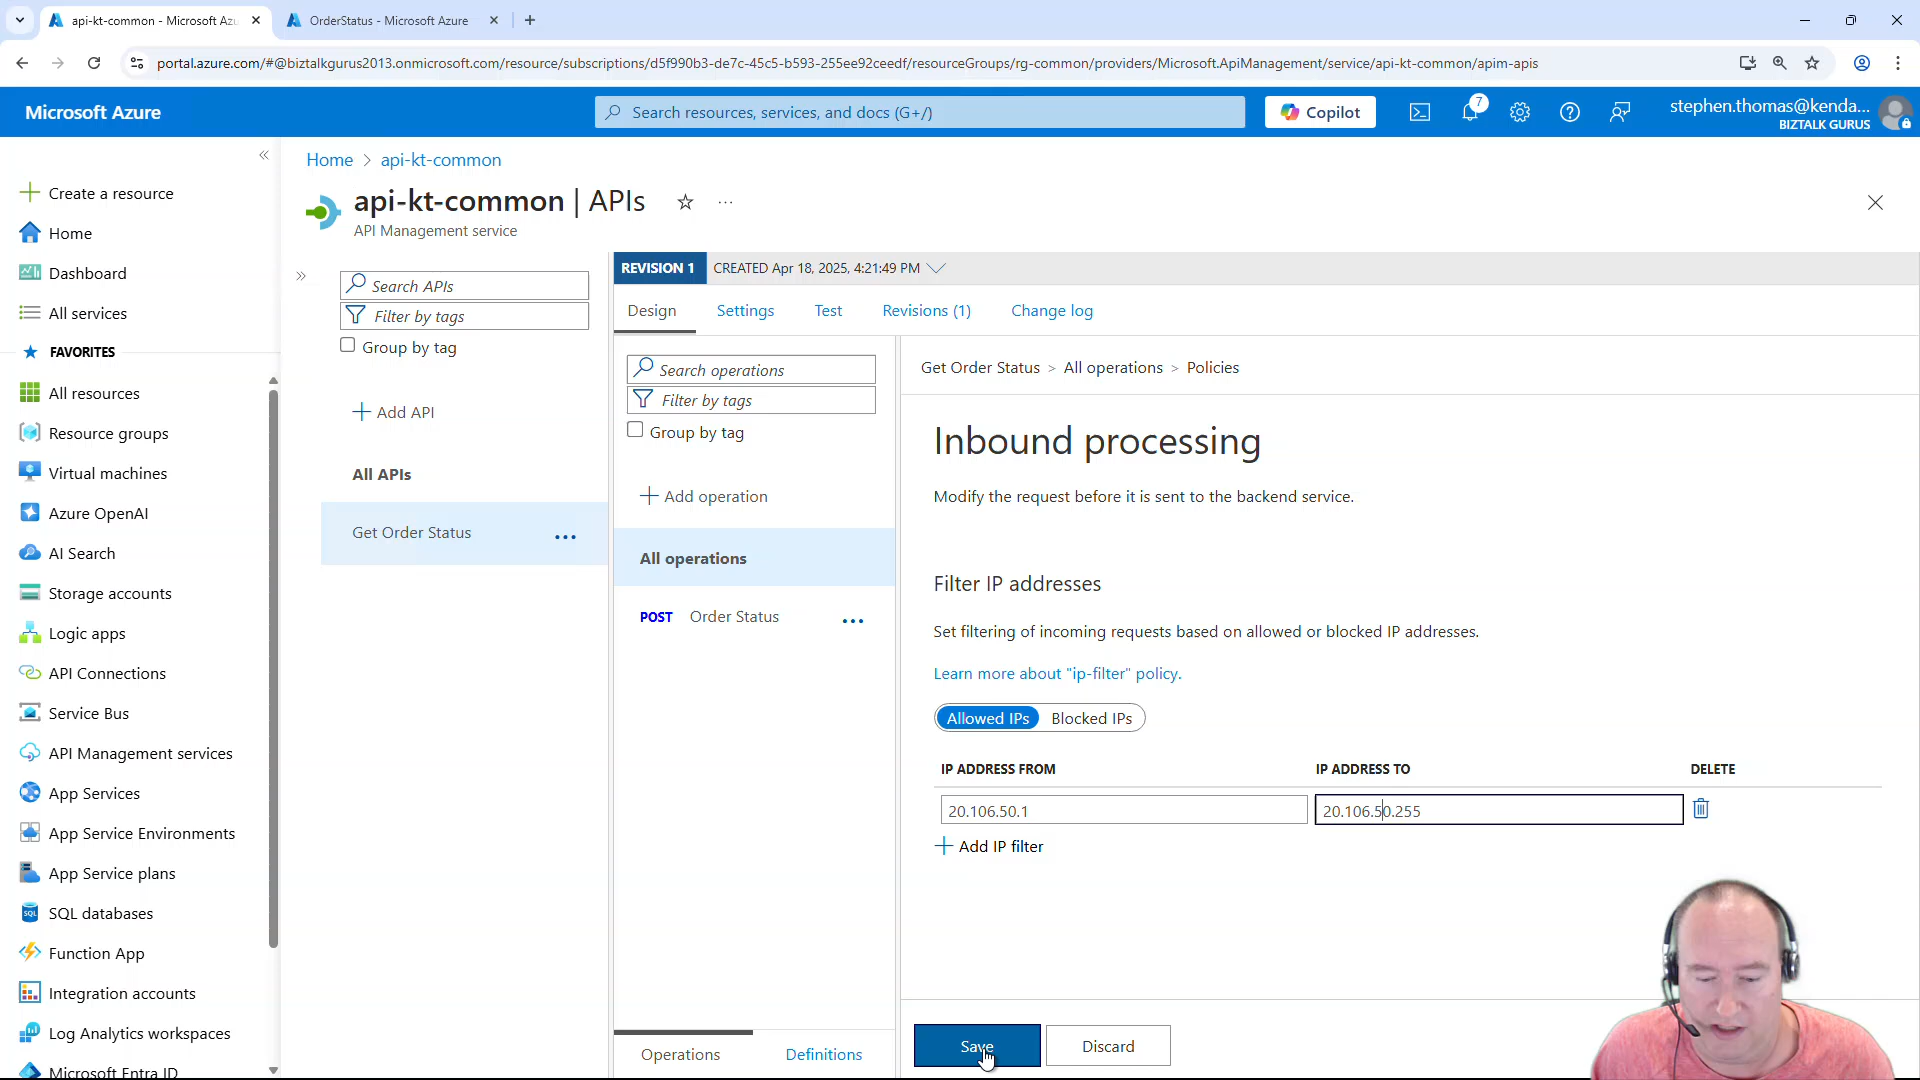 api-kt-common - Microsoft Azu
OrderStatus - Microsoft Azure
portal.azure.com/#@biztalkgurus2013.onmicrosoft.com/resource/subscriptions/d5f990b3-de7c-45c5-b593-255ee92ceedf/resourceGroups/rg-common/providers/Microsoft.ApiManagement/service/api-kt-common/apim-apis
Microsoft Azure
Search resources, services, and docs (G+/)
Copilot
7
stephen.thomas@kenda...
BIZTALK GURUS
Create a resource
Home
Dashboard
All services
FAVORITES
All resources
Resource groups
Virtual machines
Azure OpenAI
AI Search
Storage accounts
Logic apps
API Connections
Service Bus
API Management services
App Services
App Service Environments
App Service plans
SQL databases
Function App
Integration accounts
Log Analytics workspaces
Microsoft Entra ID
Home > api-kt-common
api-kt-common | APIs
API Management service
Search APIs
Filter by tags
Group by tag
Add API
All APIs
Get Order Status
REVISION 1
CREATED Apr 18, 2025, 4:21:49 PM
Design
Settings
Test
Revisions (1)
Change log
Search operations
Filter by tags
Group by tag
Add operation
All operations
POST Order Status
Operations
Definitions
Get Order Status > All operations > Policies
Inbound processing
Modify the request before it is sent to the backend service.
Filter IP addresses
Set filtering of incoming requests based on allowed or blocked IP addresses.
Learn more about "ip-filter" policy.
Allowed IPs
Blocked IPs
IP ADDRESS FROM
IP ADDRESS TO
DELETE
20.106.50.1
20.106.50.255
Add IP filter
Save
Discard